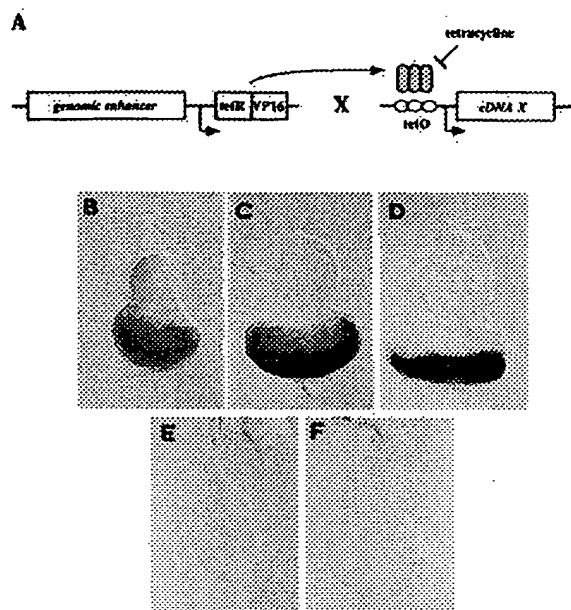 A
tetracycline
genomic enhancer
tetR
VP16
X
tetO
cDNA X
B
C
D
E
F